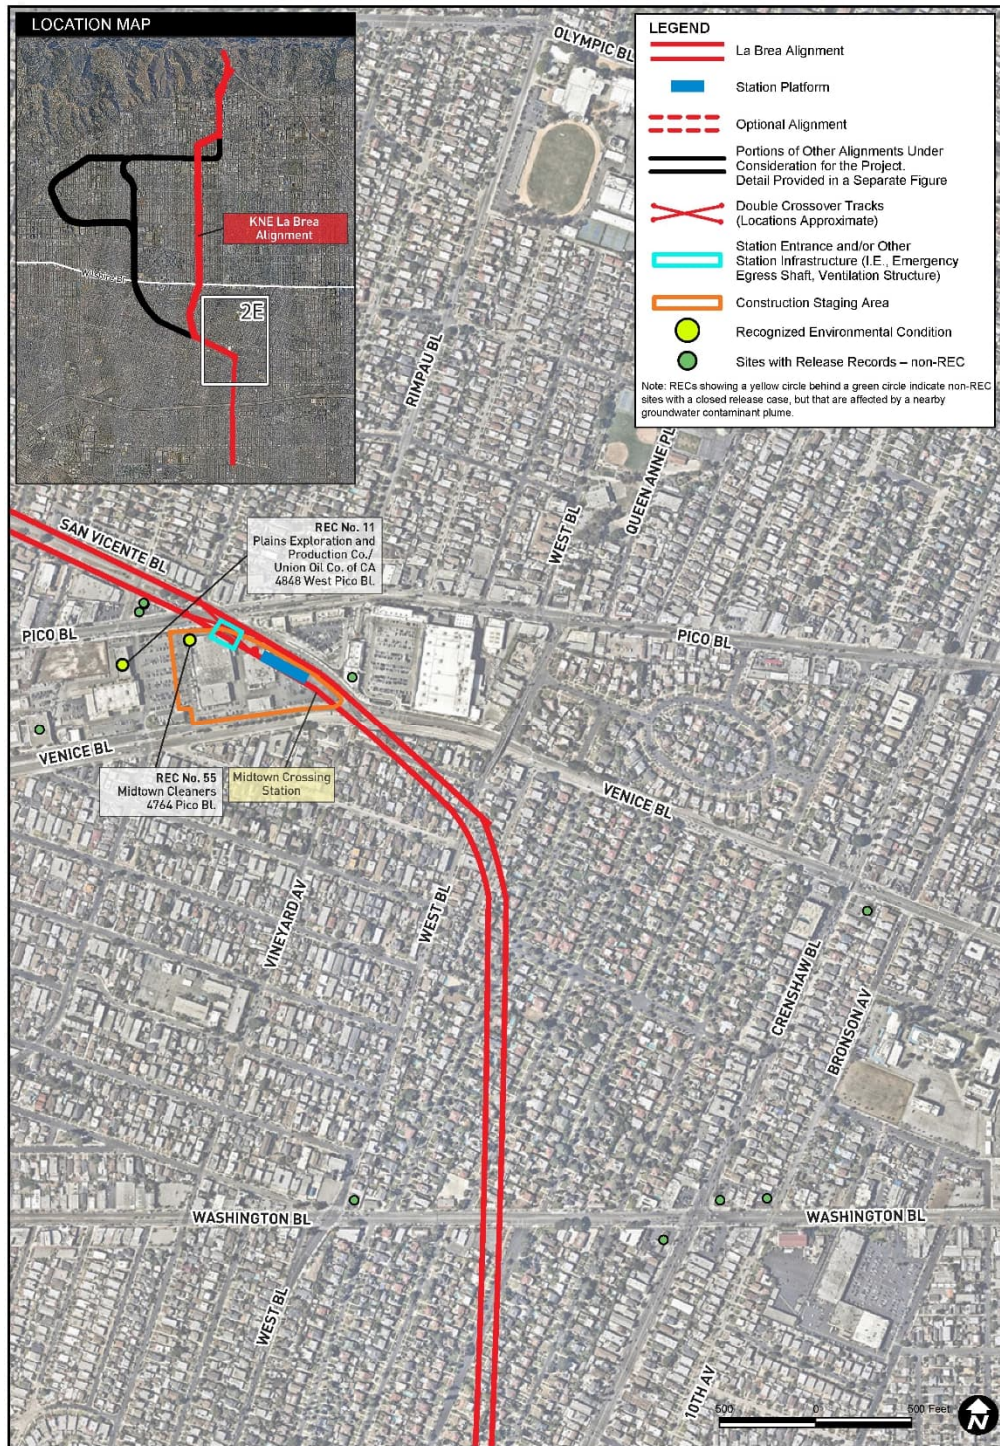 LOCATION MAP
Wilshire Bl
KNE La Brea
Alignment
2E
LEGEND
La Brea Alignment
Station Platform
Optional Alignment
Portions of Other Alignments Under
Consideration for the Project.
Detail Provided in a Separate Figure
Double Crossover Tracks
(Locations Approximate)
Station Entrance and/or Other
Station Infrastructure (I.E., Emergency
Egress Shaft, Ventilation Structure)
Construction Staging Area
Recognized Environmental Condition
Sites with Release Records – non-REC
Note: RECs showing a yellow circle behind a green circle indicate non-REC
sites with a closed release case, but that are affected by a nearby
groundwater contaminant plume.
OLYMPIC BL
RIMPAU BL
QUEEN ANNE PL
WEST BL
SAN VICENTE BL
REC No. 11
Plains Exploration and
Production Co./
Union Oil Co. of CA
4848 West Pico Bl.
PICO BL
PICO BL
VENICE BL
REC No. 55
Midtown Cleaners
4764 Pico Bl.
Midtown Crossing
Station
VENICE BL
VINEYARD AV
WEST BL
CRENSHAW BL
BRONSON AV
WASHINGTON BL
WASHINGTON BL
WEST BL
10TH AV
500
0
500 Feet
N